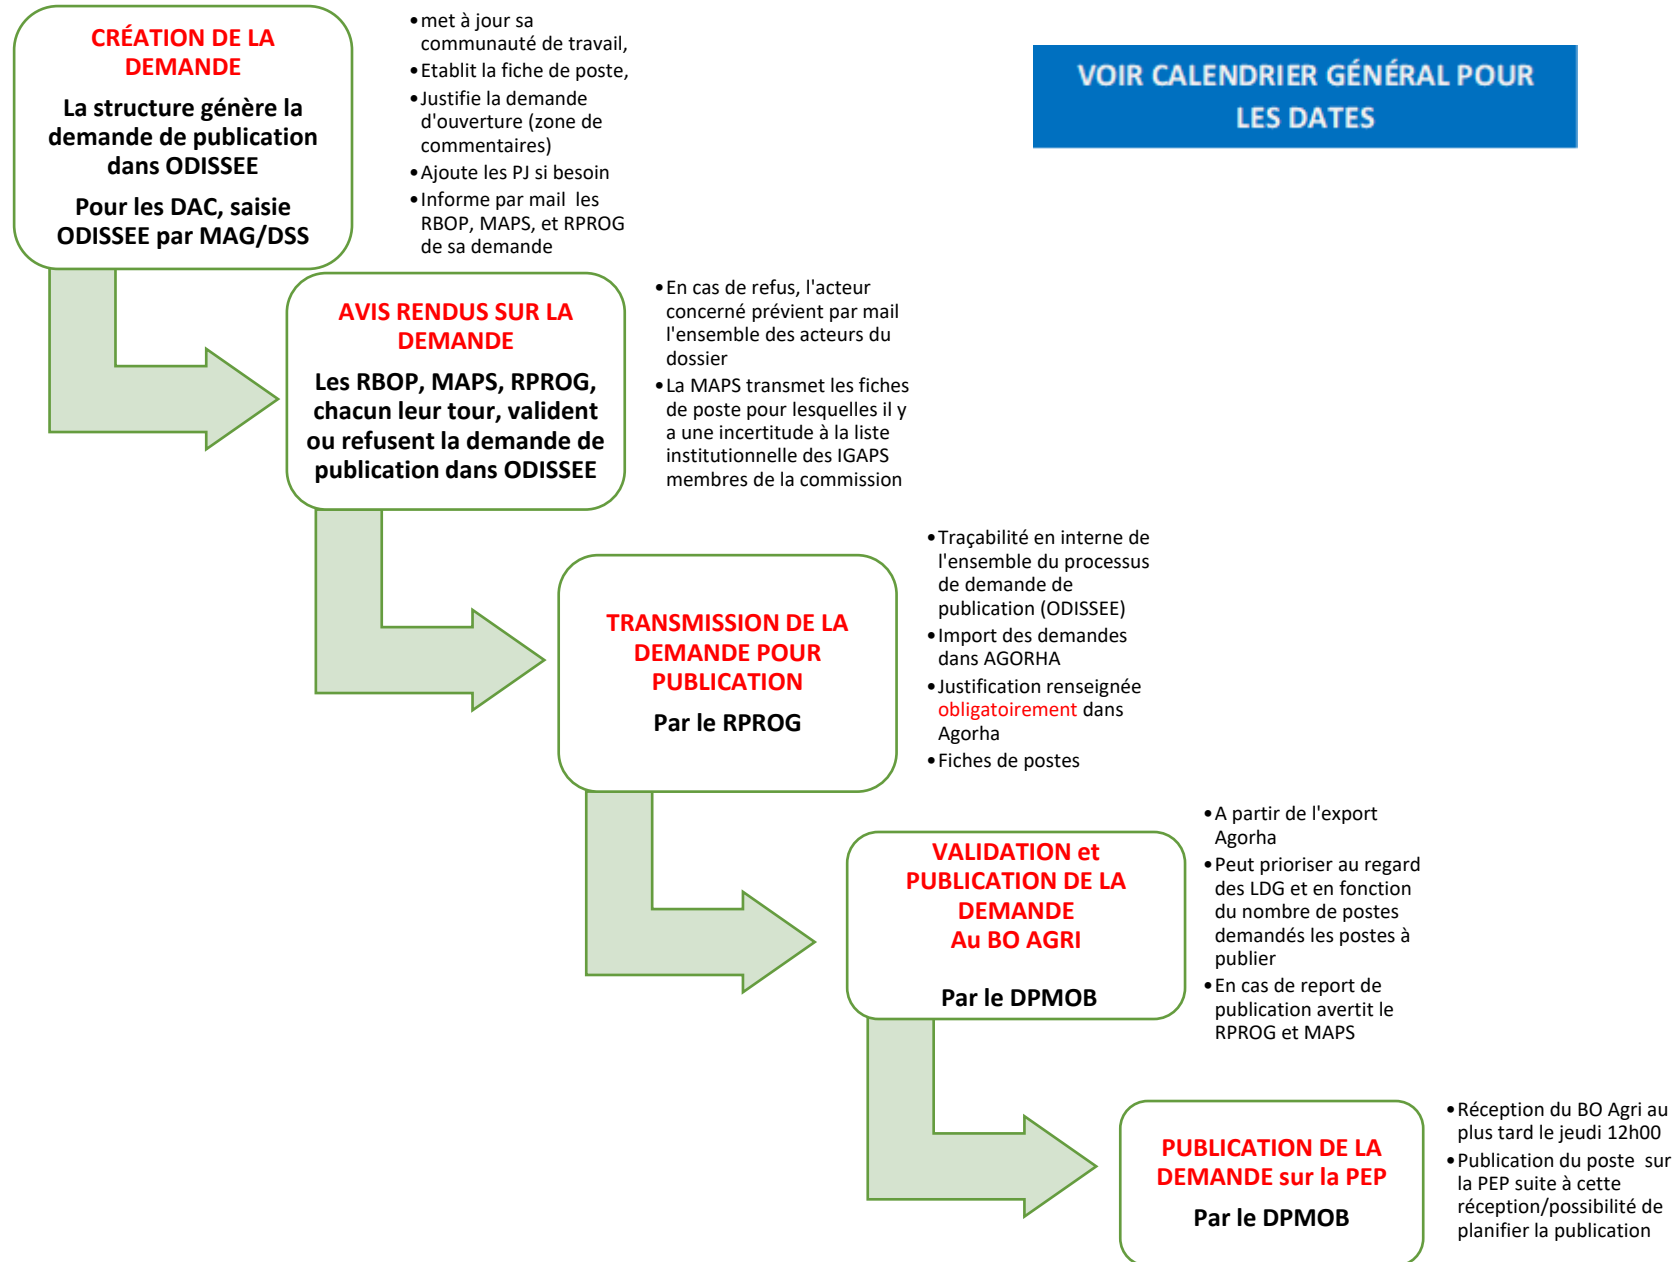 CRÉATION DE LA
DEMANDE
La structure génère la
demande de publication
dans ODISSEE
Pour les DAC, saisie
ODISSEE par MAG/DSS
•met à jour sa
communauté de travail,
•Etablit la fiche de poste,
•Justifie la demande
d'ouverture (zone de
commentaires)
•Ajoute les PJ si besoin
•Informe par mail les
RBOP, MAPS, et RPROG
de sa demande
VOIR CALENDRIER GÉNÉRAL POUR
LES DATES
AVIS RENDUS SUR LA
DEMANDE
Les RBOP, MAPS, RPROG,
chacun leur tour, valident
ou refusent la demande de
publication dans ODISSEE
•En cas de refus, l'acteur
concerné prévient par mail
l'ensemble des acteurs du
dossier
•La MAPS transmet les fiches
de poste pour lesquelles il y
a une incertitude à la liste
institutionnelle des IGAPS
membres de la commission
TRANSMISSION DE LA
DEMANDE POUR
PUBLICATION
Par le RPROG
•Traçabilité en interne de
l'ensemble du processus
de demande de
publication (ODISSEE)
•Import des demandes
dans AGORHA
•Justification renseignée
obligatoirement dans
Agorha
•Fiches de postes
VALIDATION et
PUBLICATION DE LA
DEMANDE
Au BO AGRI
Par le DPMOB
•A partir de l'export
Agorha
•Peut prioriser au regard
des LDG et en fonction
du nombre de postes
demandés les postes à
publier
•En cas de report de
publication avertit le
RPROG et MAPS
PUBLICATION DE LA
DEMANDE sur la PEP
Par le DPMOB
•Réception du BO Agri au
plus tard le jeudi 12h00
•Publication du poste sur
la PEP suite à cette
réception/possibilité de
planifier la publication